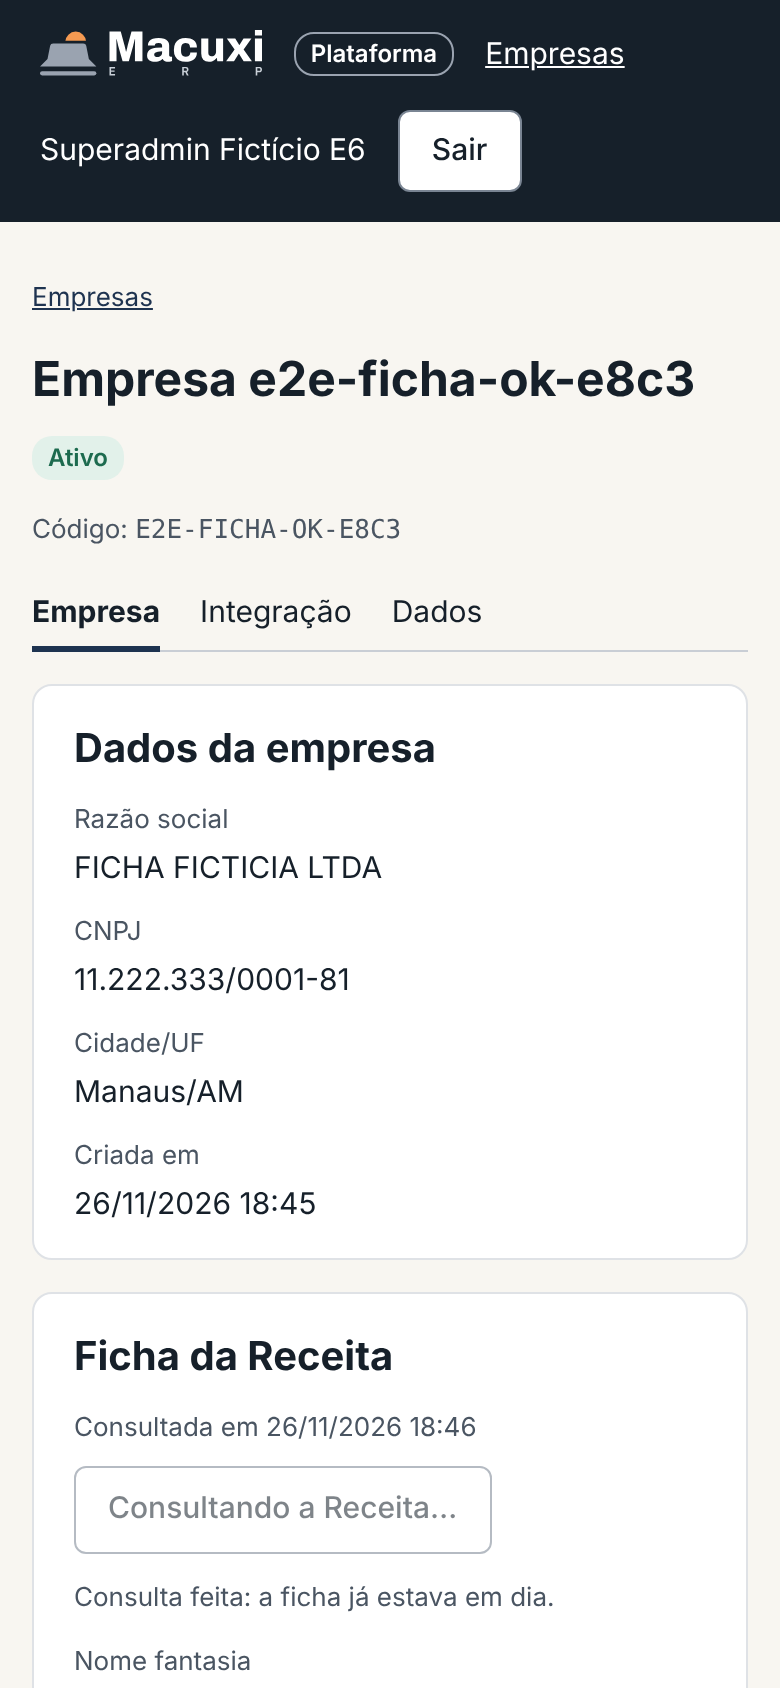 Macuxi
E R P
Plataforma
Empresas
Superadmin Fictício E6
Sair
Empresas
Empresa e2e-ficha-ok-e8c3
Ativo
Código: E2E-FICHA-OK-E8C3
Empresa Integração Dados
Dados da empresa
Razão social
FICHA FICTICIA LTDA
CNPJ
11.222.333/0001-81
Cidade/UF
Manaus/AM
Criada em
26/11/2026 18:45
Ficha da Receita
Consultada em 26/11/2026 18:46
Consultando a Receita...
Consulta feita: a ficha já estava em dia.
Nome fantasia